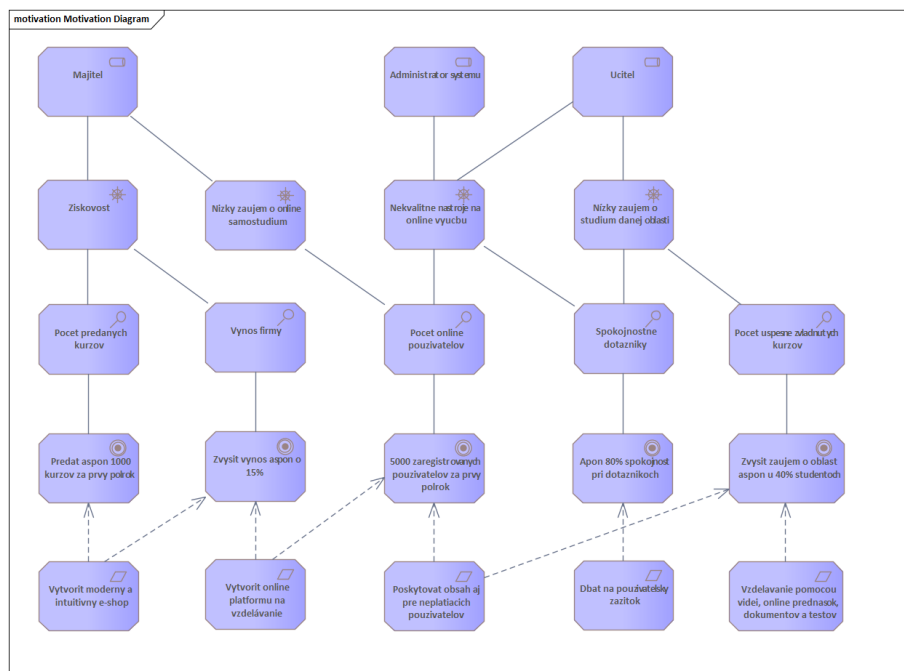 motivation Motivation Diagram
Majitel
Administrator systemu
Ucitel
Ziskovost
Nizky zaujem o online
samostudium
Nekvalitne nastroje na
online vyucbu
Nízky zaujem o
studium danej oblasti
Pocet predanych
kurzov
Vynos firmy
Pocet online
pouzivatelov
Spokojnostne
dotazniky
Pocet uspesne zvladnutych
kurzov
Predat aspon 1000
kurzov za prvy polrok
Zvysit vynos aspon o
15%
5000 zaregistrovanych
pouzivatelov za prvy
polrok
Apon 80% spokojnost
pri dotaznikoch
Zvysit zaujem o oblast
aspon u 40% studentoch
Vytvorit moderny a
intuitivny e-shop
Vytvorit online
platformu na
vzdelávanie
Poskytovat obsah aj
pre neplatiacich
pouzivatelov
Dbat na pouzivatelsky
zazitok
Vzdelavanie pomocou
videi, online prednasok,
dokumentov a testov